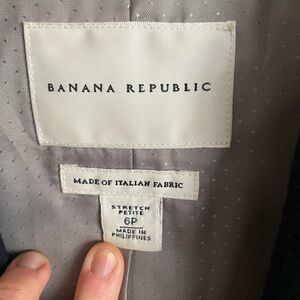 BANANA REPUBLIC
MADE OF ITALIAN FABRIC
STRETCH
PETITE
6P
MADE IN
PHILIPPINES